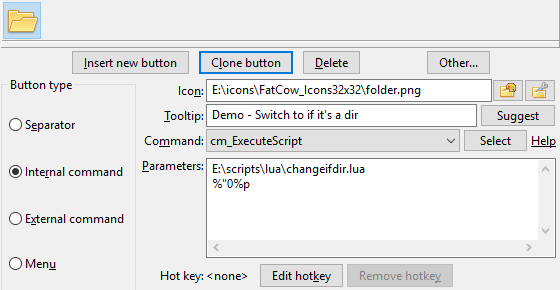 Insert new button Clone button Delete Other...
Button type
Icon: E:\icons\FatCow_Icons32x32\folder.png
Tooltip: Demo - Switch to if it's a dir Suggest
Separator
Command: cm_ExecuteScript Select Help
Internal command
Parameters: E:\scripts\lua\changeifdir.lua
%"0%p
External command
Menu
Hot key: <none> Edit hotkey Remove hotkey